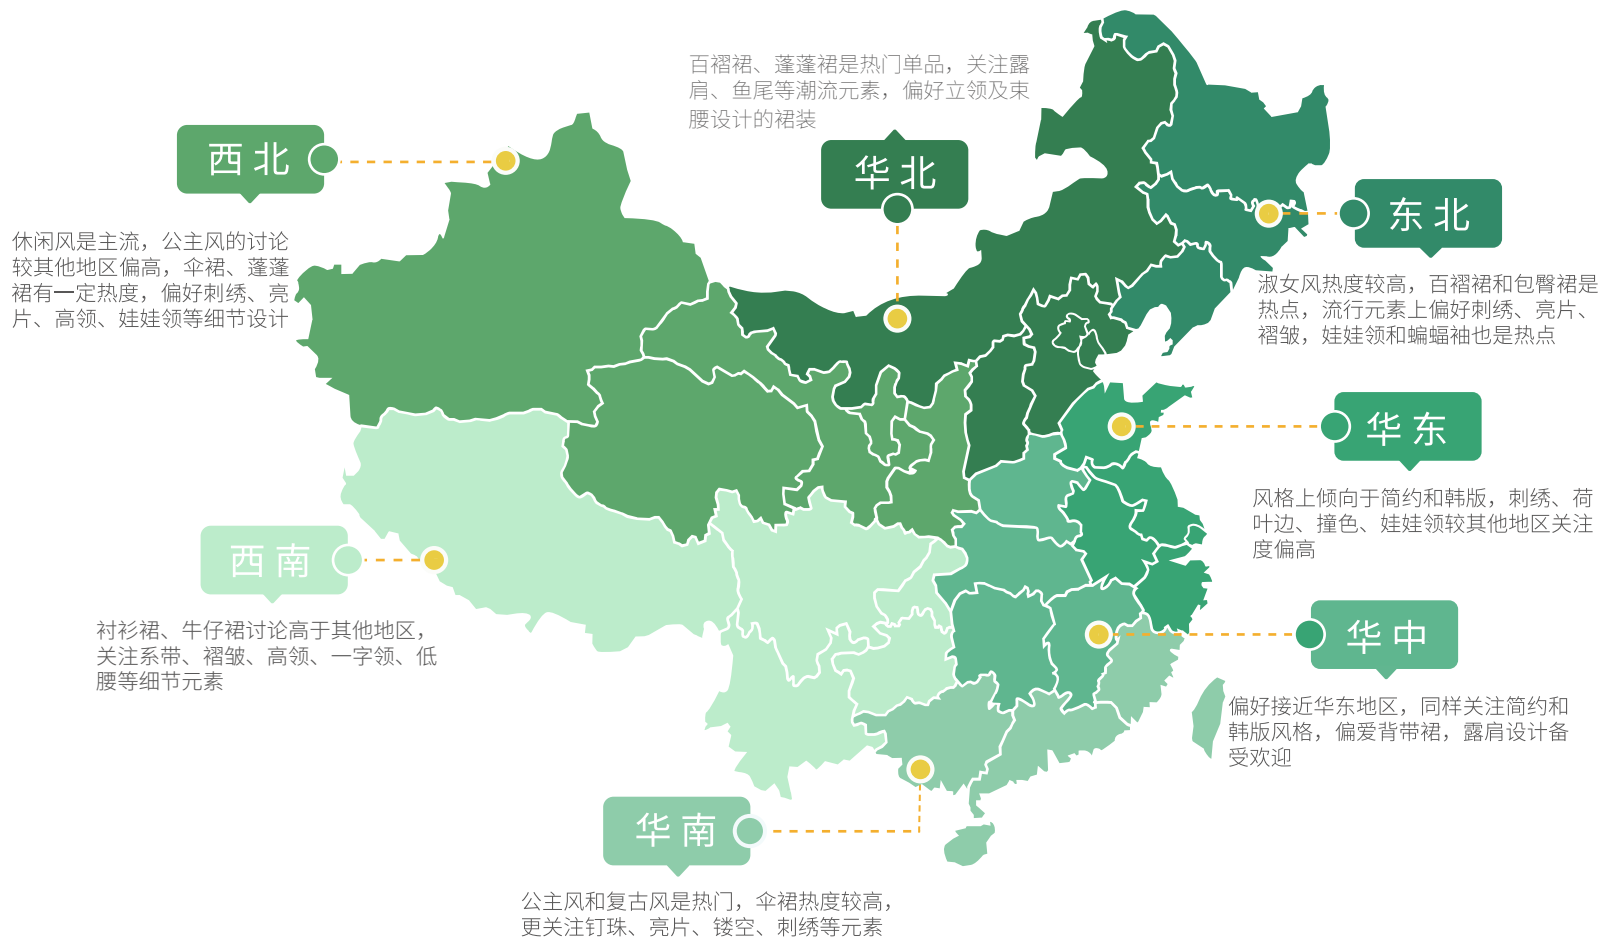 百褶裙、蓬蓬裙是热门单品，关注露
肩、鱼尾等潮流元素，偏好立领及束
腰设计的裙装
华北
西北
休闲风是主流，公主风的讨论
较其他地区偏高，伞裙、蓬蓬
裙有一定热度，偏好刺绣、亮
片、高领、娃娃领等细节设计
东北
淑女风热度较高，百褶裙和包臀裙是
热点，流行元素上偏好刺绣、亮片、
褶皱，娃娃领和蝙蝠袖也是热点
华东
风格上倾向于简约和韩版，刺绣、荷
叶边、撞色、娃娃领较其他地区关注
度偏高
西南
衬衫裙、牛仔裙讨论高于其他地区，
关注系带、褶皱、高领、一字领、低
腰等细节元素
华中
偏好接近华东地区，同样关注简约和
韩版风格，偏爱背带裙，露肩设计备
受欢迎
华南
公主风和复古风是热门，伞裙热度较高，
更关注钉珠、亮片、镂空、刺绣等元素